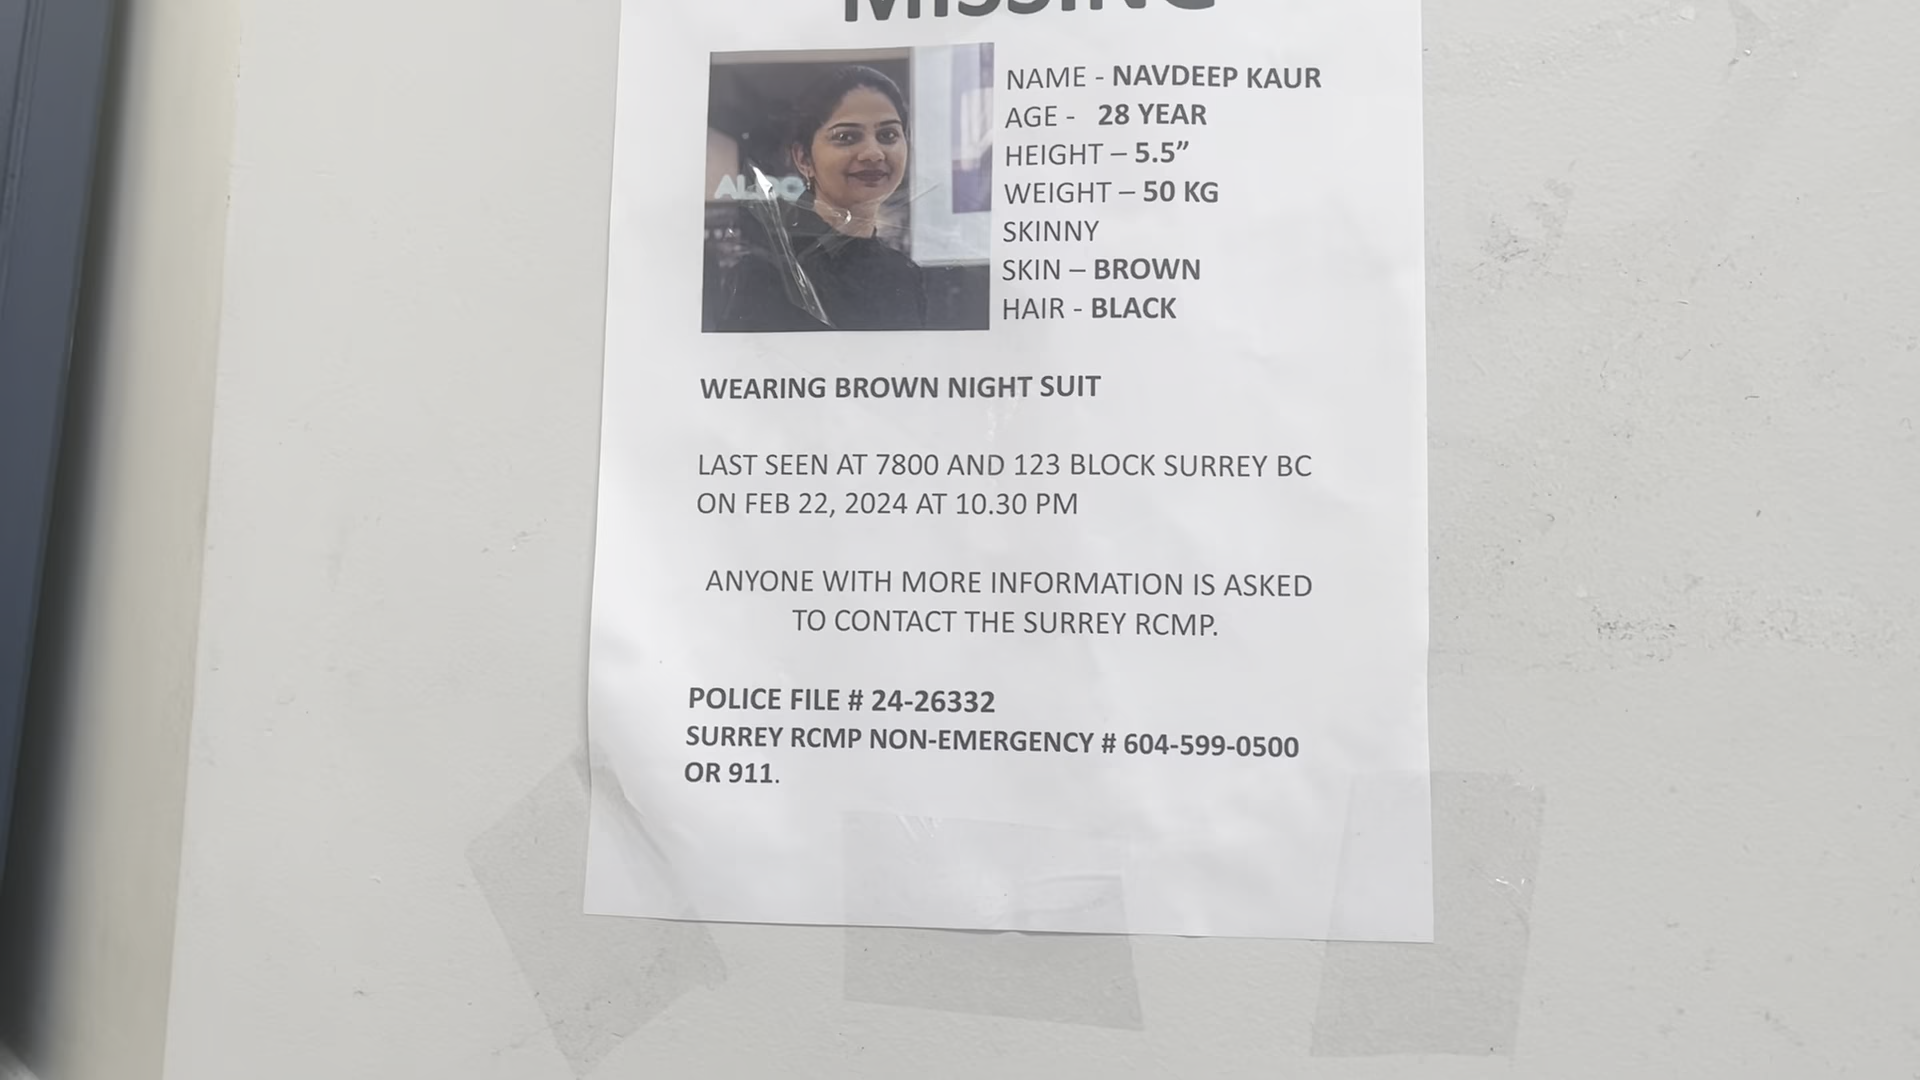 MISSING
NAME - NAVDEEP KAUR
AGE - 28 YEAR
HEIGHT – 5.5”
WEIGHT – 50 KG
SKINNY
SKIN – BROWN
HAIR - BLACK
WEARING BROWN NIGHT SUIT
LAST SEEN AT 7800 AND 123 BLOCK SURREY BC
ON FEB 22, 2024 AT 10.30 PM
ANYONE WITH MORE INFORMATION IS ASKED
TO CONTACT THE SURREY RCMP.
POLICE FILE # 24-26332
SURREY RCMP NON-EMERGENCY # 604-599-0500
OR 911.